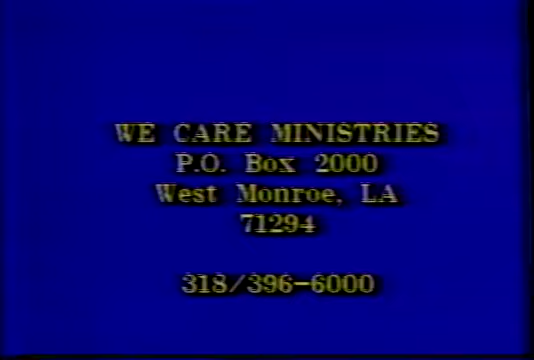 WE CARE MINISTRIES
P.O. Box 2000
West Monroe, LA
71294
318/396-6000